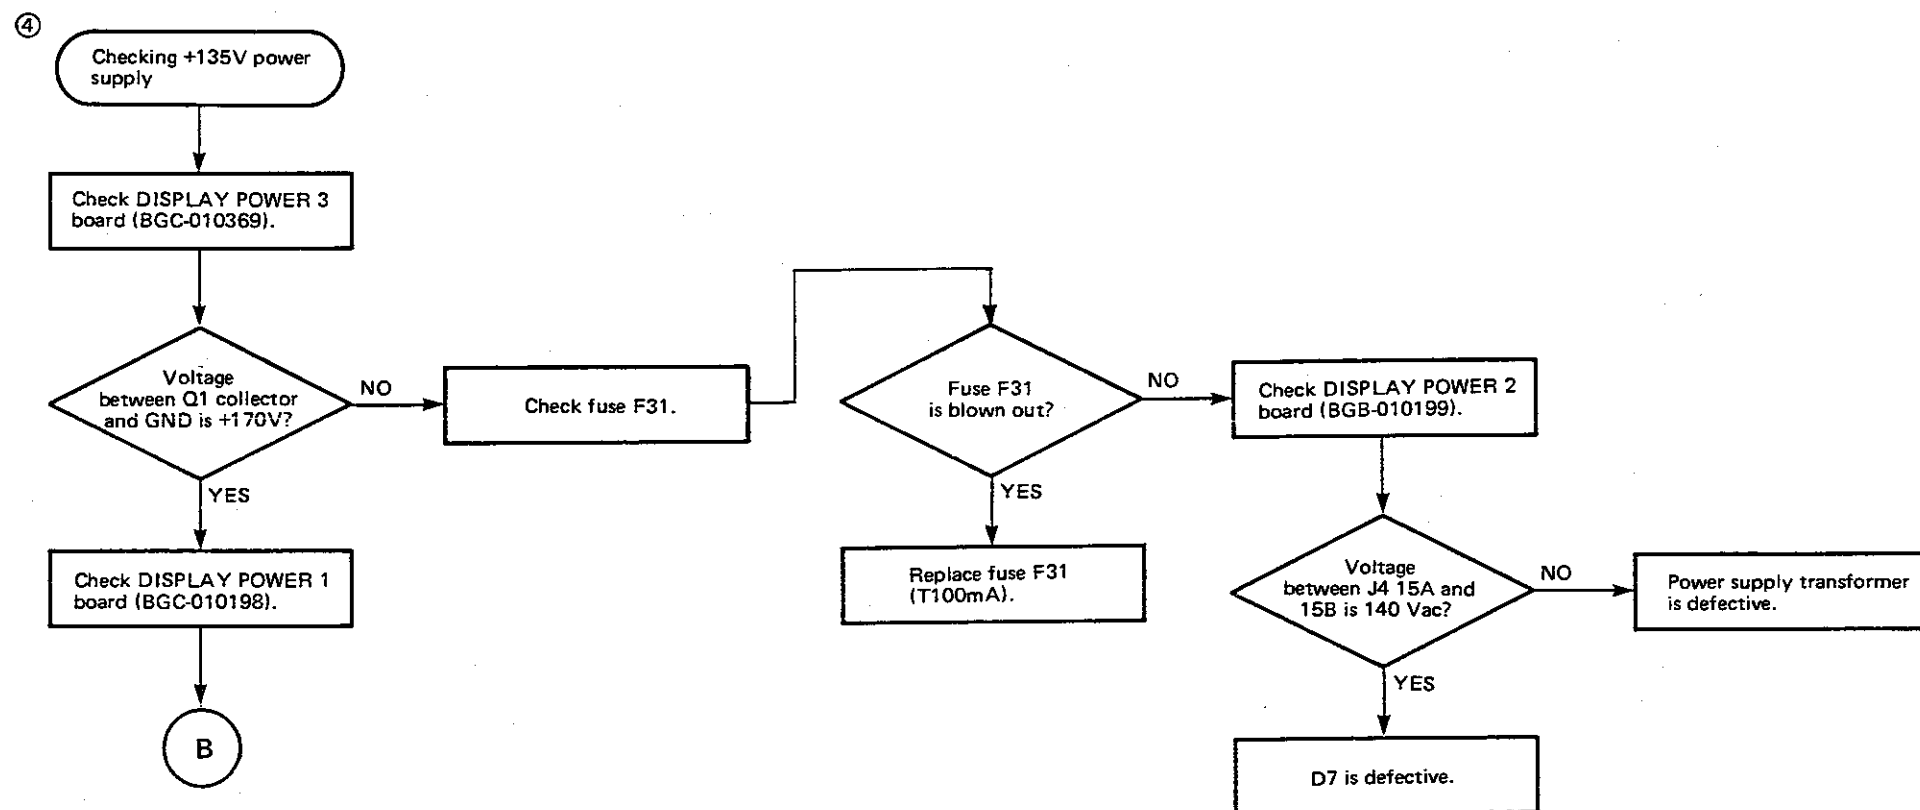 ④
Checking +135V power
supply
Check DISPLAY POWER 3
board (BGC-010369).
Voltage
between Q1 collector
and GND is +170V?
NO
YES
Check DISPLAY POWER 1
board (BGC-010198).
B
Check fuse F31.
Fuse F31
is blown out?
NO
YES
Replace fuse F31
(T100mA).
Check DISPLAY POWER 2
board (BGB-010199).
Voltage
between J4 15A and
15B is 140 Vac?
NO
YES
Power supply transformer
is defective.
D7 is defective.